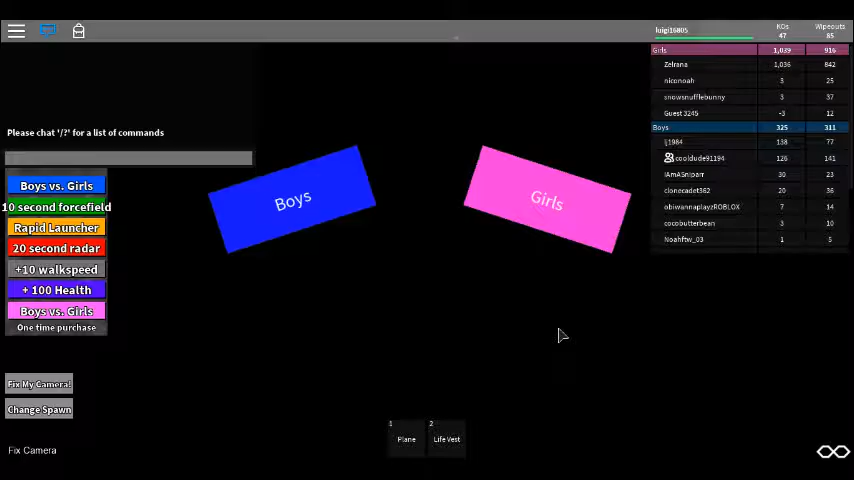 luigi16805 KOs 47 Wipeouts 85
Girls 1,039 916
Zelrana 1,036 842
niconoah 3 25
snowsnufflebunny 3 37
Guest 3245 -3 12
Boys 325 311
lj1984 138 77
cooldude91194 126 141
IAmASniparr 30 23
clonecadet362 20 36
obiwannaplayzROBLOX 7 14
cocobutterbean 3 10
Noahftw_03 1 5
Please chat '/?' for a list of commands
Boys vs. Girls
10 second forcefield
Rapid Launcher
20 second radar
+10 walkspeed
+ 100 Health
Boys vs. Girls
One time purchase
Boys
Girls
Fix My Camera!
Change Spawn
Fix Camera
1
Plane
2
Life Vest